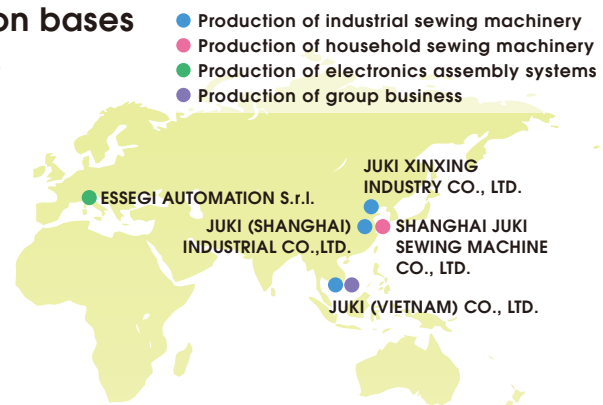 on bases
Production of industrial sewing machinery
Production of household sewing machinery
Production of electronics assembly systems
Production of group business
JUKI XINXING
INDUSTRY CO., LTD.
ESSEGI AUTOMATION S.r.l.
JUKI (SHANGHAI)
INDUSTRIAL CO.,LTD.
SHANGHAI JUKI
SEWING MACHINE
CO., LTD.
JUKI (VIETNAM) CO., LTD.